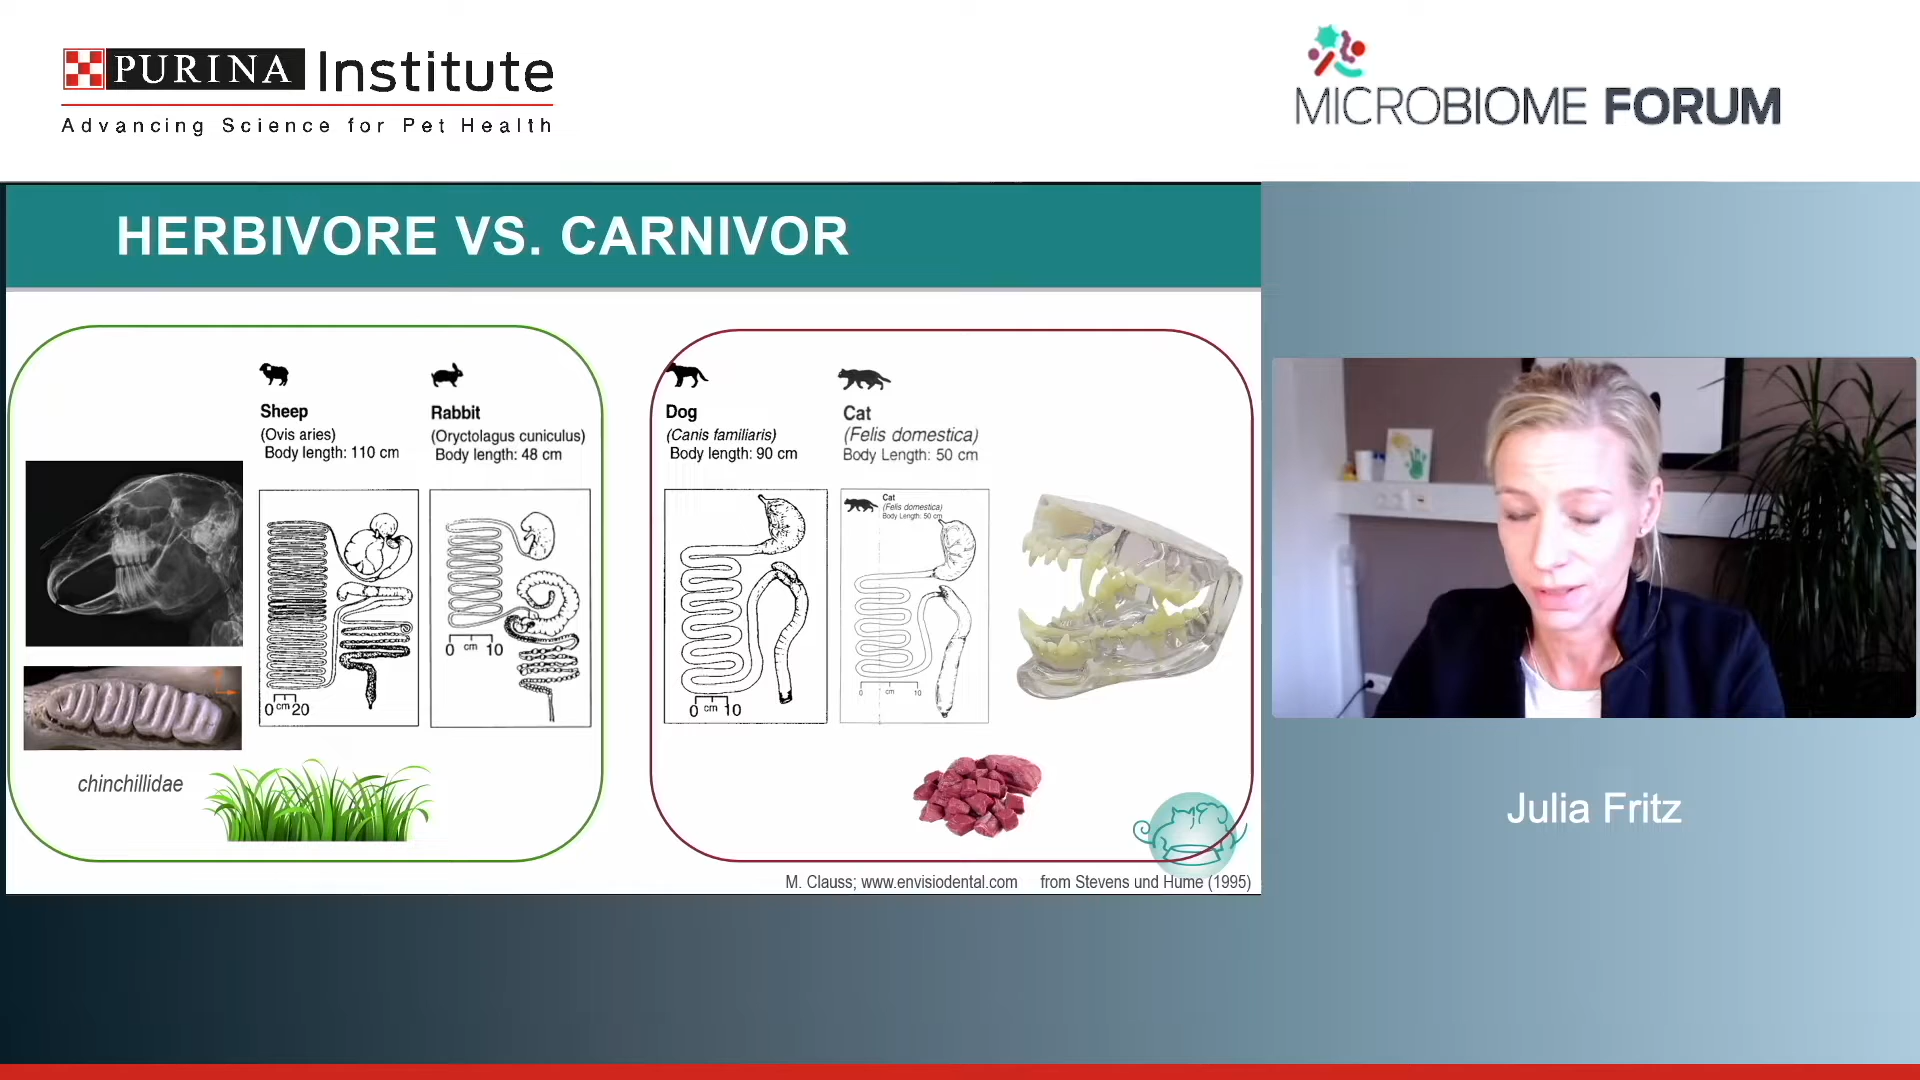 PURINA Institute
Advancing Science for Pet Health
MICROBIOME FORUM
HERBIVORE VS. CARNIVOR
Sheep
(Ovis aries)
Body length: 110 cm
0 cm 20
Rabbit
(Oryctolagus cuniculus)
Body length: 48 cm
0 cm 10
chinchillidae
Dog
(Canis familiaris)
Body length: 90 cm
0 cm 10
Cat
(Felis domestica)
Body Length: 50 cm
Cat
(Felis domestica)
Body Length: 50 cm
0 cm 10
M. Clauss; www.envisiodental.com from Stevens und Hume (1995)
Julia Fritz